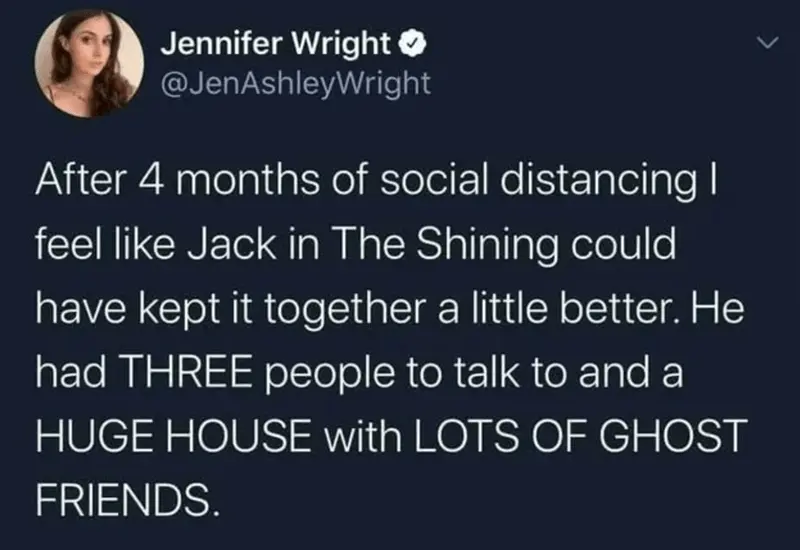 Jennifer Wright
@JenAshleyWright
After 4 months of social distancing I
feel like Jack in The Shining could
have kept it together a little better. He
had THREE people to talk to and a
HUGE HOUSE with LOTS OF GHOST
FRIENDS.